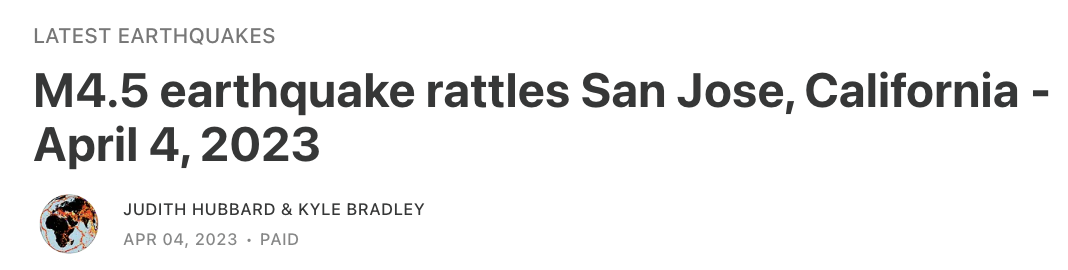 LATEST EARTHQUAKES
M4.5 earthquake rattles San Jose, California -
April 4, 2023
JUDITH HUBBARD & KYLE BRADLEY
APR 04, 2023 · PAID